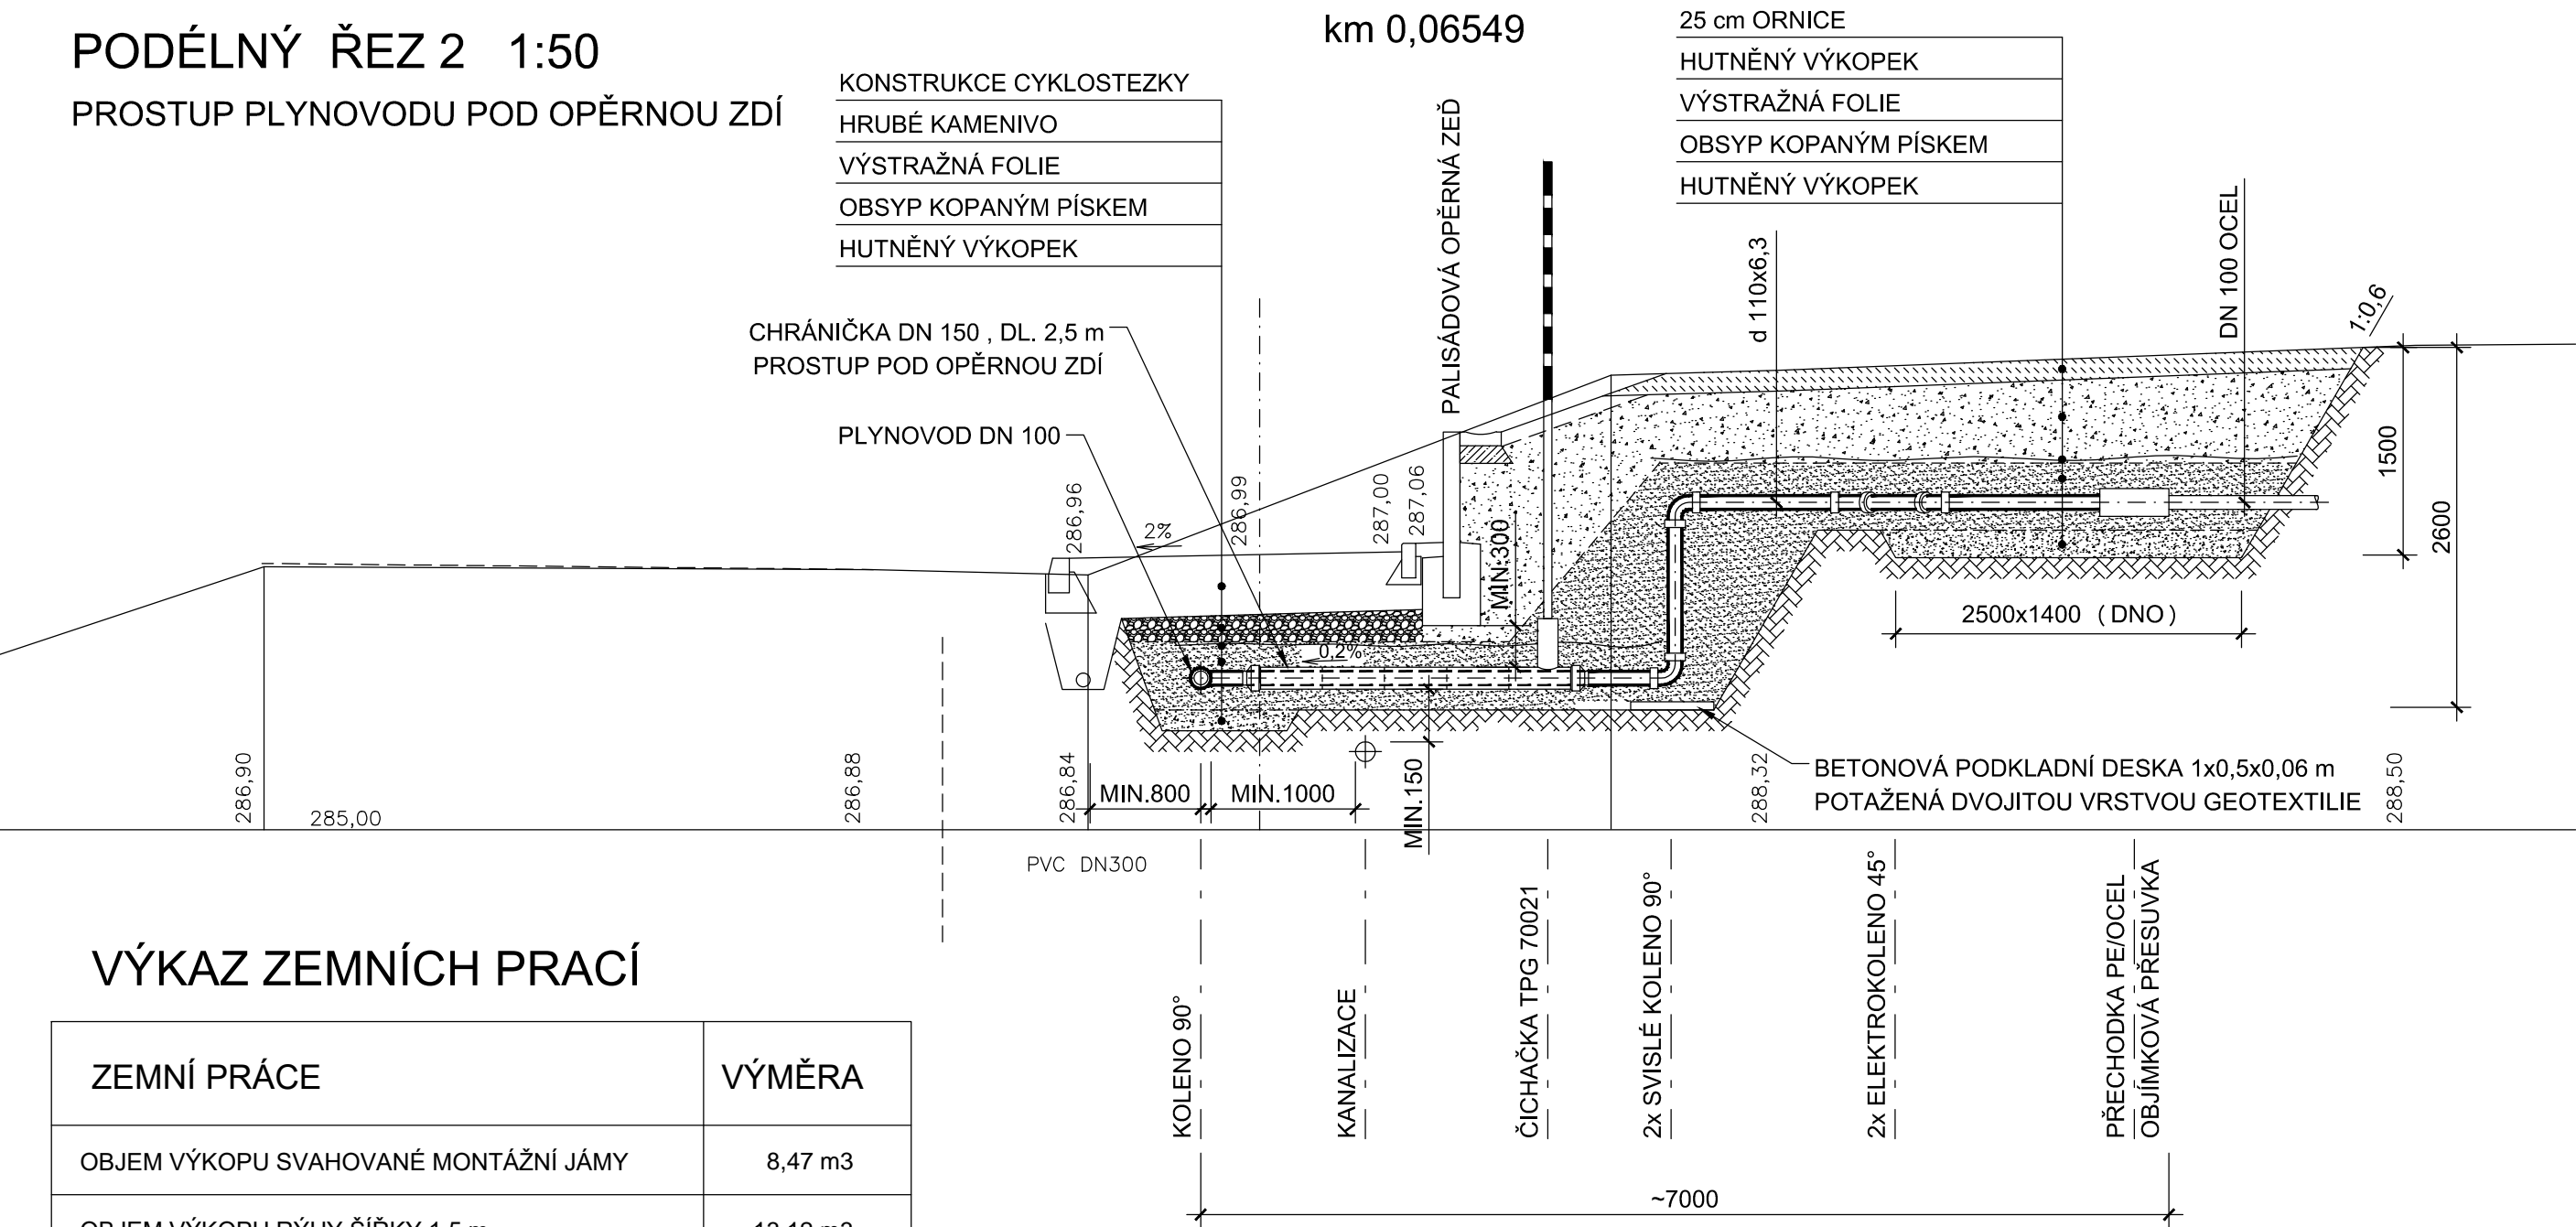 PODÉLNÝ ŘEZ 2 1:50
PROSTUP PLYNOVODU POD OPĚRNOU ZDÍ
km 0,06549
KONSTRUKCE CYKLOSTEZKY
HRUBÉ KAMENIVO
VÝSTRAŽNÁ FOLIE
OBSYP KOPANÝM PÍSKEM
HUTNĚNÝ VÝKOPEK
25 cm ORNICE
HUTNĚNÝ VÝKOPEK
VÝSTRAŽNÁ FOLIE
OBSYP KOPANÝM PÍSKEM
HUTNĚNÝ VÝKOPEK
CHRÁNIČKA DN 150 , DL. 2,5 m
PROSTUP POD OPĚRNOU ZDÍ
PLYNOVOD DN 100
PALISÁDOVÁ OPĚRNÁ ZEĎ
d 110x6,3
DN 100 OCEL
1:0,6
1500
2600
286,96
2%
286,99
287,00
287,06
MIN.300
0,2%
2500x1400 ( DNO )
286,90
285,00
286,88
286,84
MIN.800
MIN.1000
MIN.150
288,32
BETONOVÁ PODKLADNÍ DESKA 1x0,5x0,06 m
POTAŽENÁ DVOJITOU VRSTVOU GEOTEXTILIE
288,50
PVC DN300
KOLENO 90°
KANALIZACE
ČICHAČKA TPG 70021
2x SVISLÉ KOLENO 90°
2x ELEKTROKOLENO 45°
PŘECHODKA PE/OCEL
OBJÍMKOVÁ PŘESUVKA
~7000
VÝKAZ ZEMNÍCH PRACÍ
ZEMNÍ PRÁCE VÝMĚRA
OBJEM VÝKOPU SVAHOVANÉ MONTÁŽNÍ JÁMY 8,47 m3
OBJEM VÝKOPU RÝHY ŠÍŘKY 1,5 m